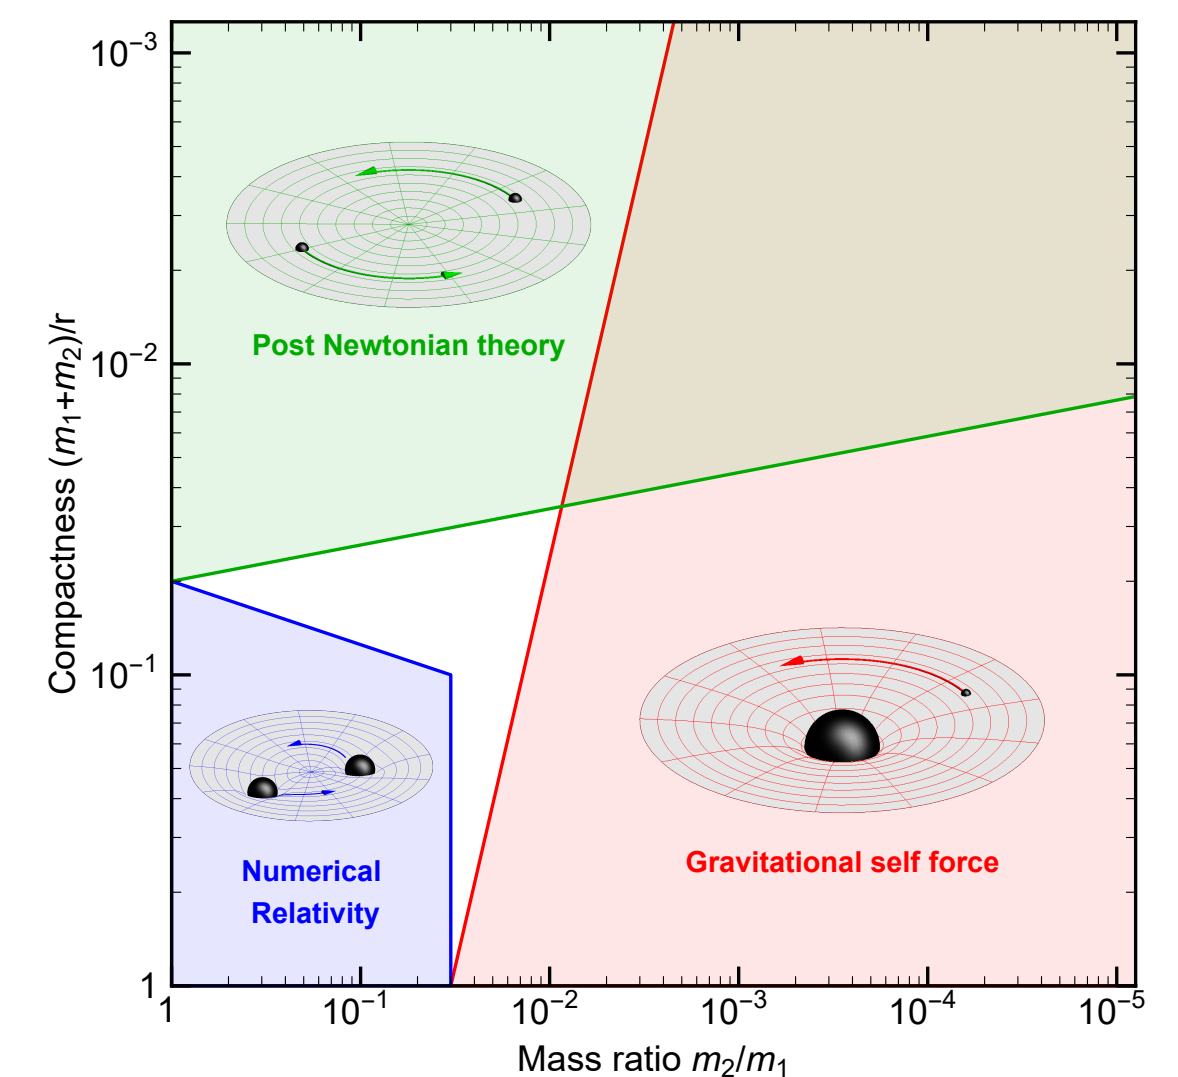 Compactness (m₁+m₂)/r
10⁻³
10⁻²
10⁻¹
1
Post Newtonian theory
Numerical
Relativity
Gravitational self force
1
10⁻¹
10⁻²
10⁻³
10⁻⁴
10⁻⁵
Mass ratio m₂/m₁